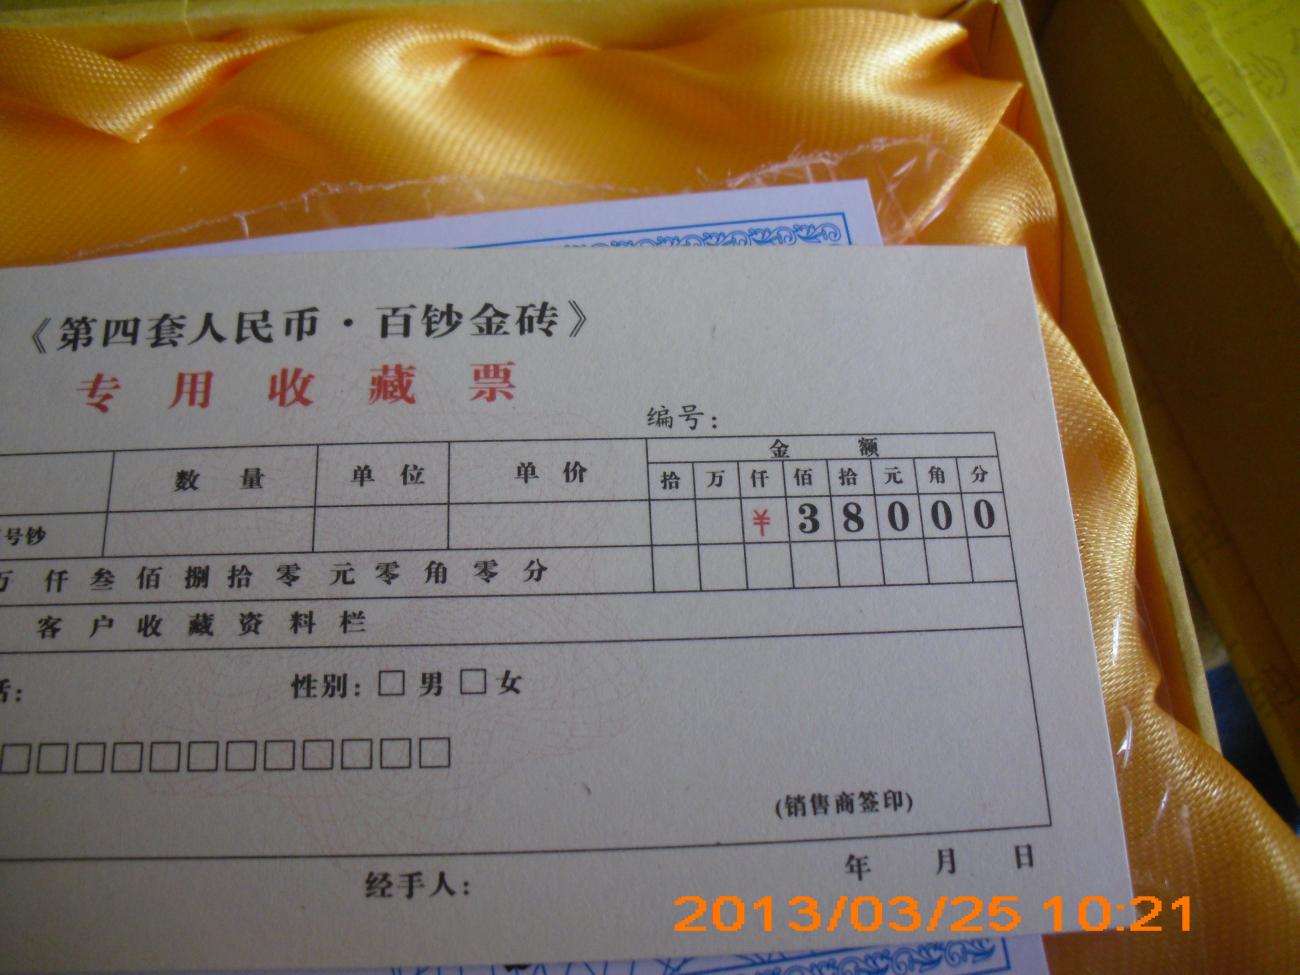 《第四套人民币·百钞金砖》
专用收藏票
编号:
数量 单位 单价 金额
拾 万 仟 佰 拾 元 角 分
号钞 ¥ 3 8 0 0 0
万 仟 叁 佰 捌 拾 零 元 零 角 零 分
客户收藏资料栏
话: 性别: □ 男 □ 女
(销售商签印)
经手人: 年 月 日
2013/03/25 10:21